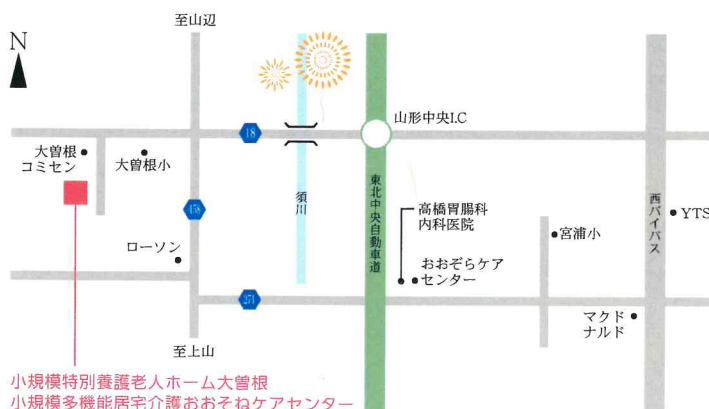 至山辺
N
山形中央I.C
18
大曽根
コミセン
大曽根小
須川
東北中央自動車道
458
高橋胃腸科
内科医院
宮浦小
西バイパス
YTS
ローソン
おおぞらケア
センター
271
マクド
ナルド
至上山
小規模特別養護老人ホーム大曽根
小規模多機能居宅介護おおそねケアセンター